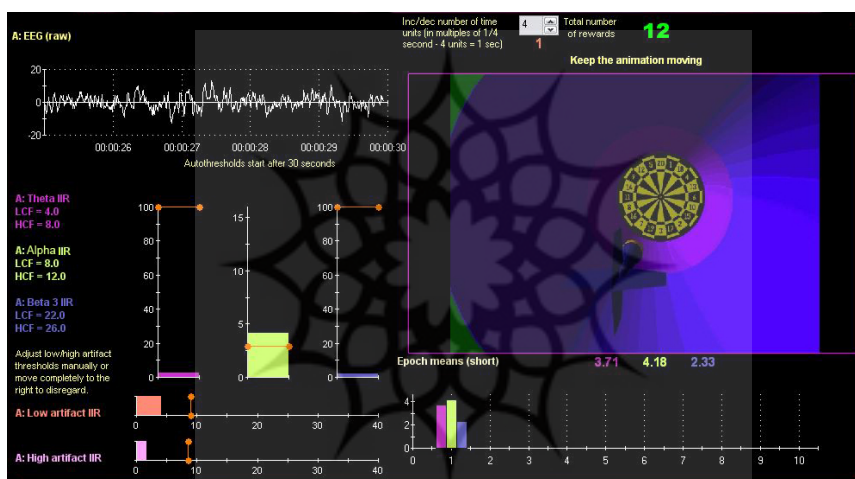 A: EEG (raw)
20
0
-20
00:00:26 00:00:27 00:00:28 00:00:29 00:00:30
Autothresholds start after 30 seconds
Inc/dec number of time
units (in multiples of 1/4
second - 4 units = 1 sec)
4
1
Total number
of rewards
12
Keep the animation moving
A: Theta IIR
LCF = 4.0
HCF = 8.0
A: Alpha IIR
LCF = 8.0
HCF = 12.0
A: Beta 3 IIR
LCF = 22.0
HCF = 26.0
100
80
60
40
20
0
15
10
5
0
100
80
60
40
20
0
Adjust low/high artifact
thresholds manually or
move completely to the
right to disregard.
A: Low artifact IIR
0 10 20 30 40
A: High artifact IIR
0 10 20 30 40
Epoch means (short)
3.71 4.18 2.33
4
2
0
0 1 2 3 4 5 6 7 8 9 10